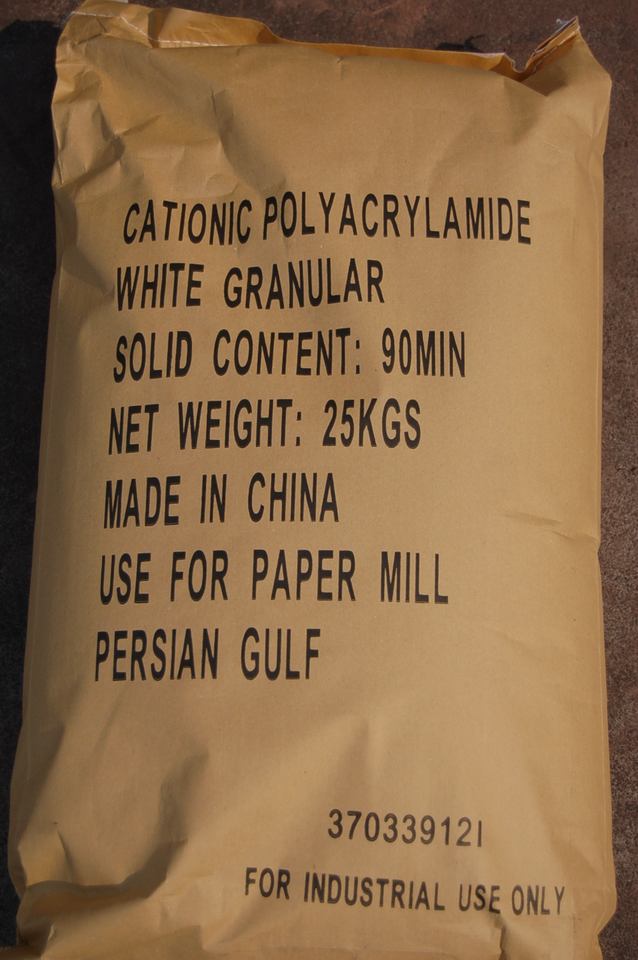 CATIONIC POLYACRYLAMIDE
WHITE GRANULAR
SOLID CONTENT: 90MIN
NET WEIGHT: 25KGS
MADE IN CHINA
USE FOR PAPER MILL
PERSIAN GULF
370339121
FOR INDUSTRIAL USE ONLY